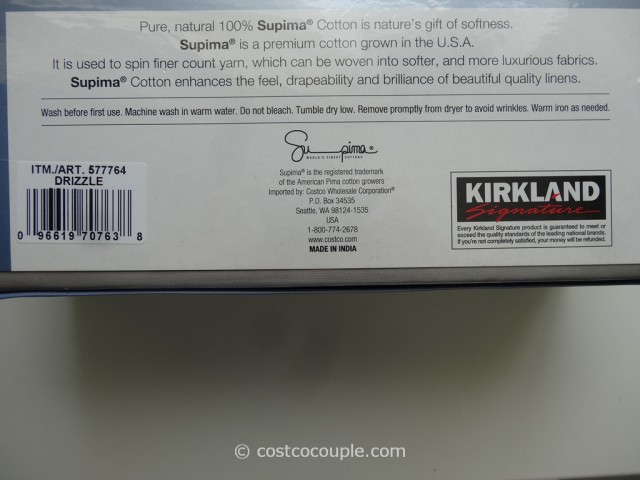 Pure, natural 100% Supima® Cotton is nature's gift of softness.
Supima® is a premium cotton grown in the U.S.A.
It is used to spin finer count yarn, which can be woven into softer, and more luxurious fabrics.
Supima® Cotton enhances the feel, drapeability and brilliance of beautiful quality linens.
Wash before first use. Machine wash in warm water. Do not bleach. Tumble dry low. Remove promptly from dryer to avoid wrinkles. Warm iron as needed.
ITM./ART. 577764
DRIZZLE
0 96619 70763 8
Supima®
WORLD'S FINEST COTTONS
Supima® is the registered trademark
of the American Pima cotton growers
Imported by: Costco Wholesale Corporation®
P.O. Box 34535
Seattle, WA 98124-1535
USA
1-800-774-2678
www.costco.com
MADE IN INDIA
KIRKLAND
Signature
Every Kirkland Signature product is guaranteed to meet or
exceed the quality standards of the leading national brands.
If you're not completely satisfied, your money will be refunded.
© costcocouple.com